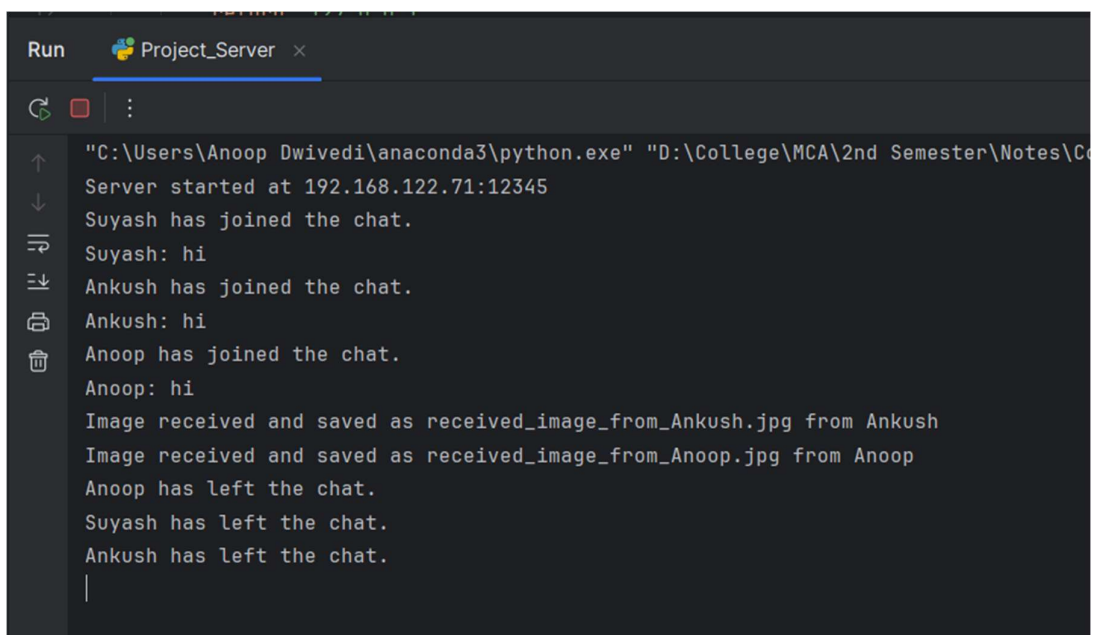 Run Project_Server
"C:\Users\Anoop Dwivedi\anaconda3\python.exe" "D:\College\MCA\2nd Semester\Notes\C
Server started at 192.168.122.71:12345
Suyash has joined the chat.
Suyash: hi
Ankush has joined the chat.
Ankush: hi
Anoop has joined the chat.
Anoop: hi
Image received and saved as received_image_from_Ankush.jpg from Ankush
Image received and saved as received_image_from_Anoop.jpg from Anoop
Anoop has left the chat.
Suyash has left the chat.
Ankush has left the chat.